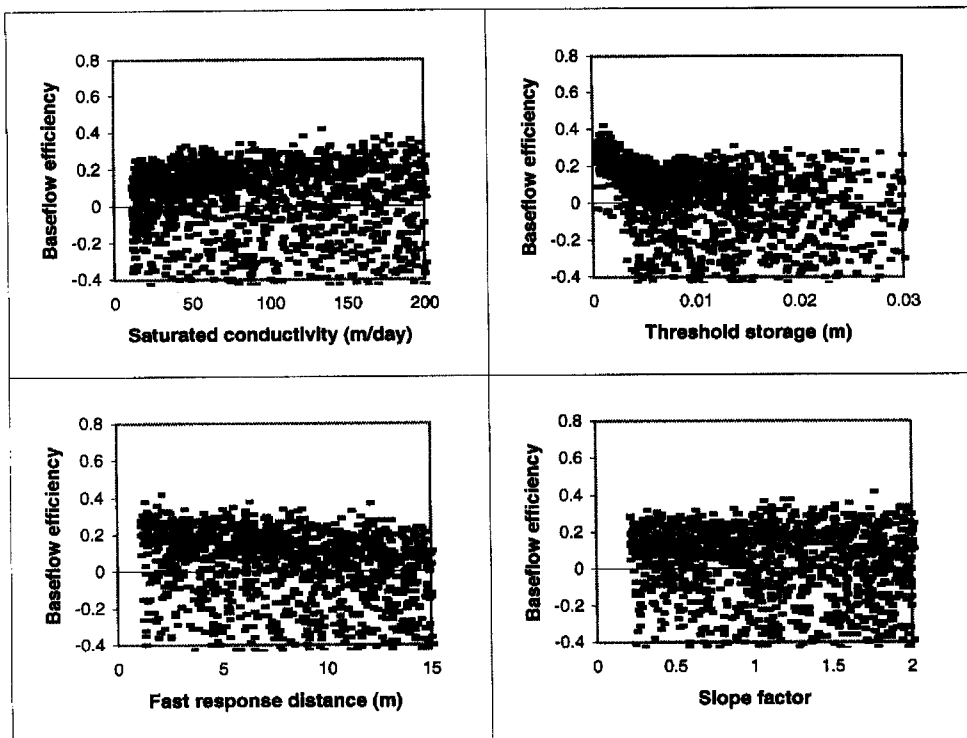 0.8
0.6
0.4
0.2
0
-0.2
-0.4
Baseflow efficiency
0 50 100 150 200
Saturated conductivity (m/day)
0.8
0.6
0.4
0.2
0
-0.2
-0.4
Baseflow efficiency
0 0.01 0.02 0.03
Threshold storage (m)
0.8
0.6
0.4
0.2
0
-0.2
-0.4
Baseflow efficiency
0 5 10 15
Fast response distance (m)
0.8
0.6
0.4
0.2
0
-0.2
-0.4
Baseflow efficiency
0 0.5 1 1.5 2
Slope factor